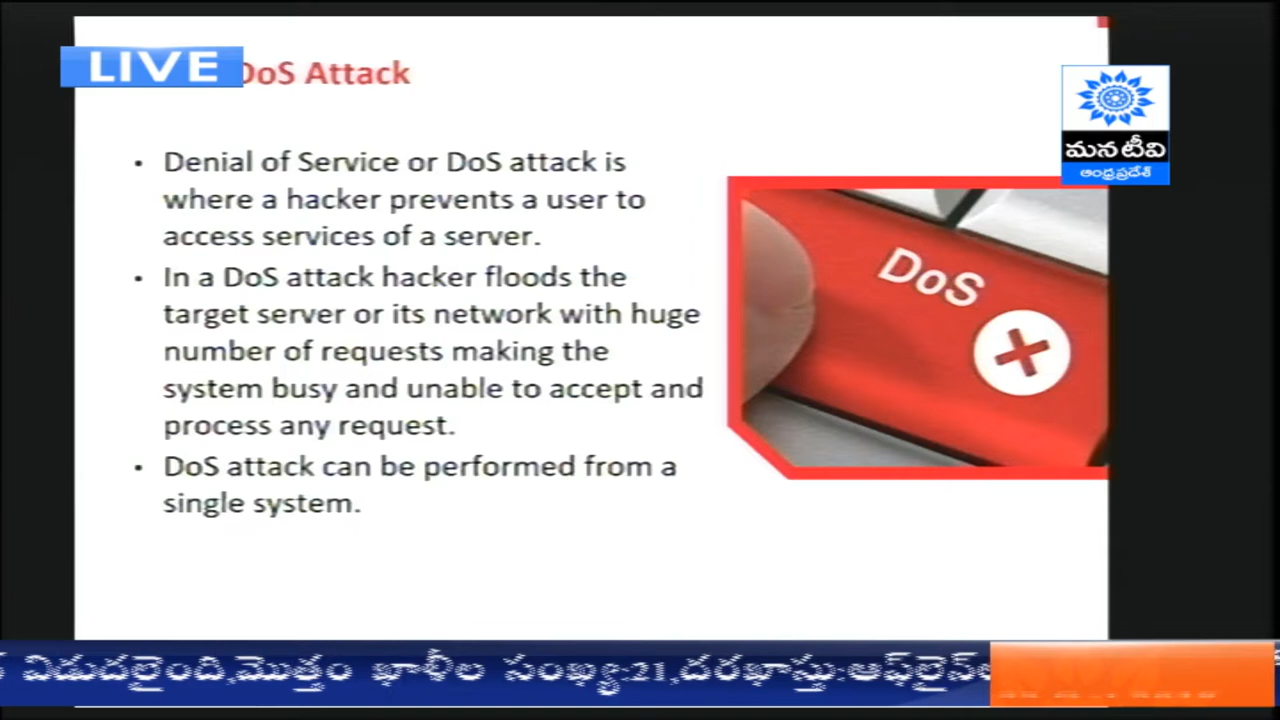 LIVE
DoS Attack
మన టీవి
ఆంధ్రప్రదేశ్
• Denial of Service or DoS attack is
where a hacker prevents a user to
access services of a server.
• In a DoS attack hacker floods the
target server or its network with huge
number of requests making the
system busy and unable to accept and
process any request.
• DoS attack can be performed from a
single system.
DoS
విడుదలైంది,మొత్తం ఖాళీల సంఖ్య:21,దరఖాస్తు:ఆఫ్‌లైన్‌